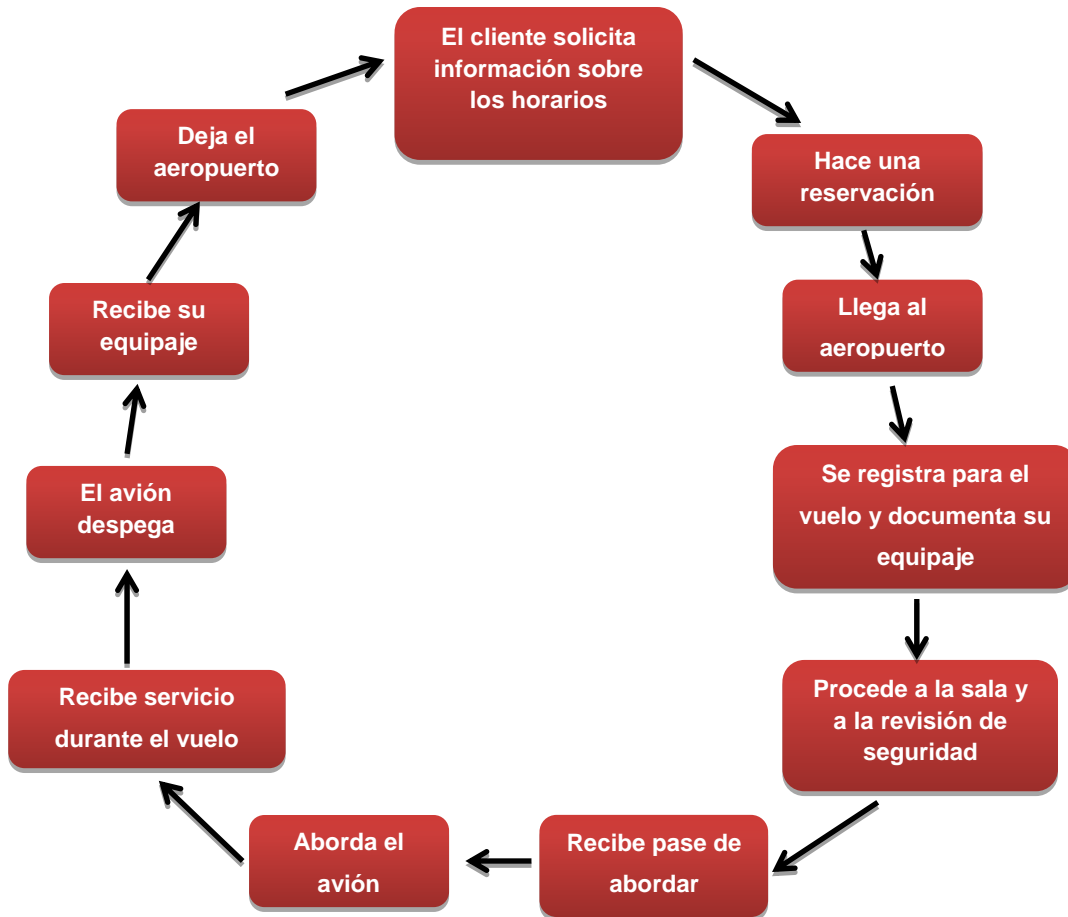 El cliente solicita
información sobre
los horarios
Hace una
reservación
Llega al
aeropuerto
Se registra para el
vuelo y documenta su
equipaje
Procede a la sala y
a la revisión de
seguridad
Recibe pase de
abordar
Aborda el
avión
Recibe servicio
durante el vuelo
El avión
despega
Recibe su
equipaje
Deja el
aeropuerto